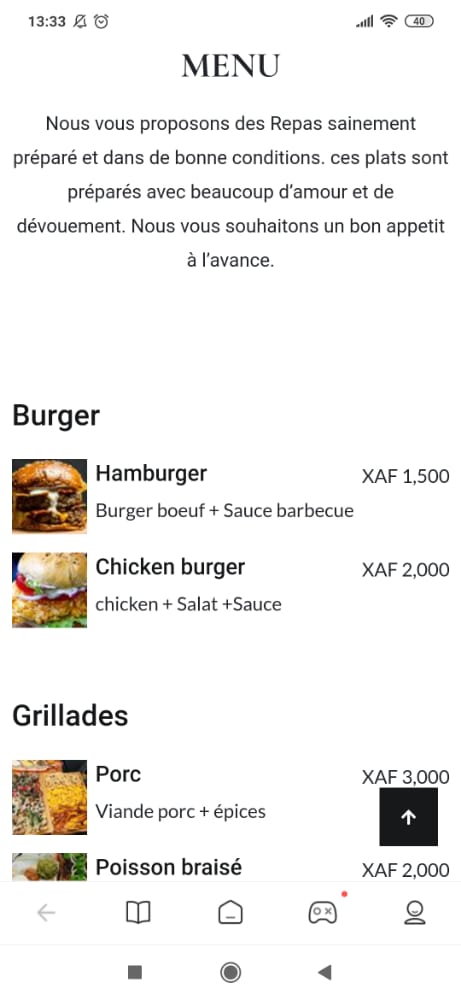 13:33
40
MENU
Nous vous proposons des Repas sainement
préparé et dans de bonne conditions. ces plats sont
préparés avec beaucoup d'amour et de
dévouement. Nous vous souhaitons un bon appetit
à l'avance.
Burger
Hamburger
XAF 1,500
Burger boeuf + Sauce barbecue
Chicken burger
XAF 2,000
chicken + Salat +Sauce
Grillades
Porc
XAF 3,000
Viande porc + épices
Poisson braisé
XAF 2,000